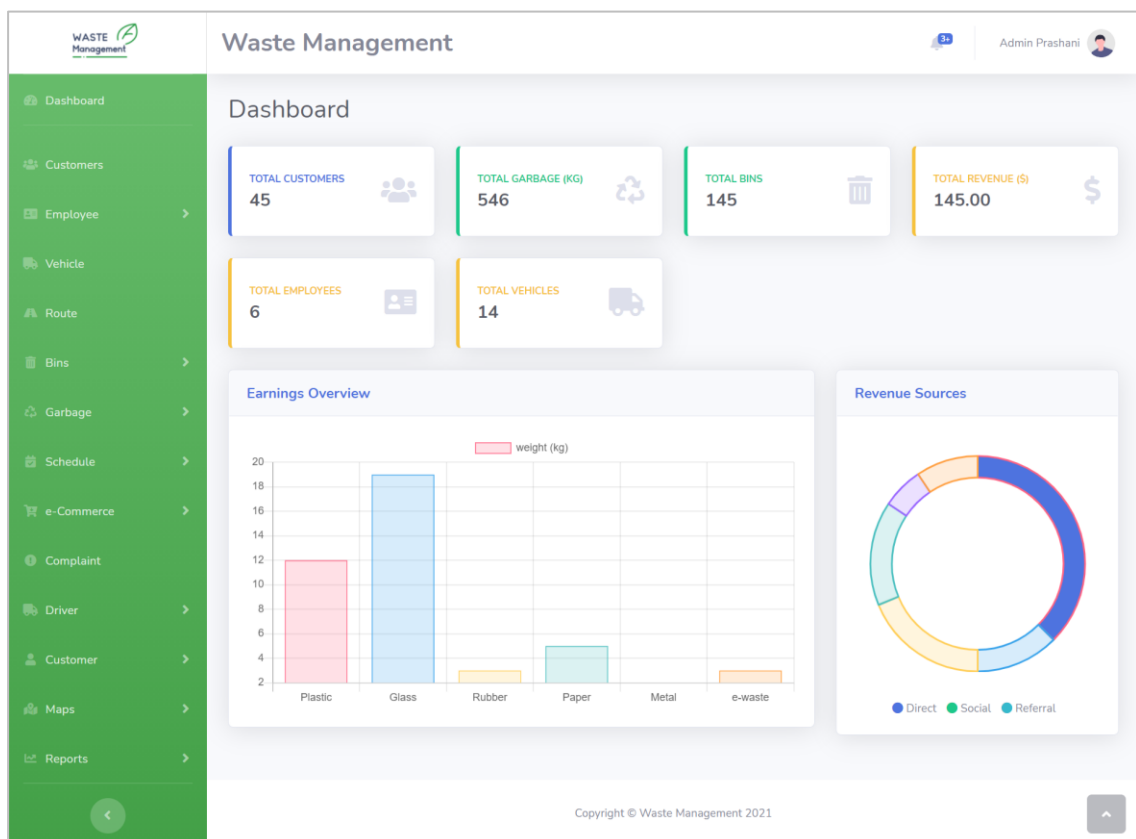 WASTE
Management
Waste Management
3+
Admin Prashani
Dashboard
Customers
Employee
Vehicle
Route
Bins
Garbage
Schedule
e-Commerce
Complaint
Driver
Customer
Maps
Reports
Dashboard
TOTAL CUSTOMERS
45
TOTAL GARBAGE (KG)
546
TOTAL BINS
145
TOTAL REVENUE ($)
145.00
TOTAL EMPLOYEES
6
TOTAL VEHICLES
14
Earnings Overview
weight (kg)
20
18
16
14
12
10
8
6
4
2
Plastic Glass Rubber Paper Metal e-waste
Revenue Sources
Direct Social Referral
Copyright © Waste Management 2021